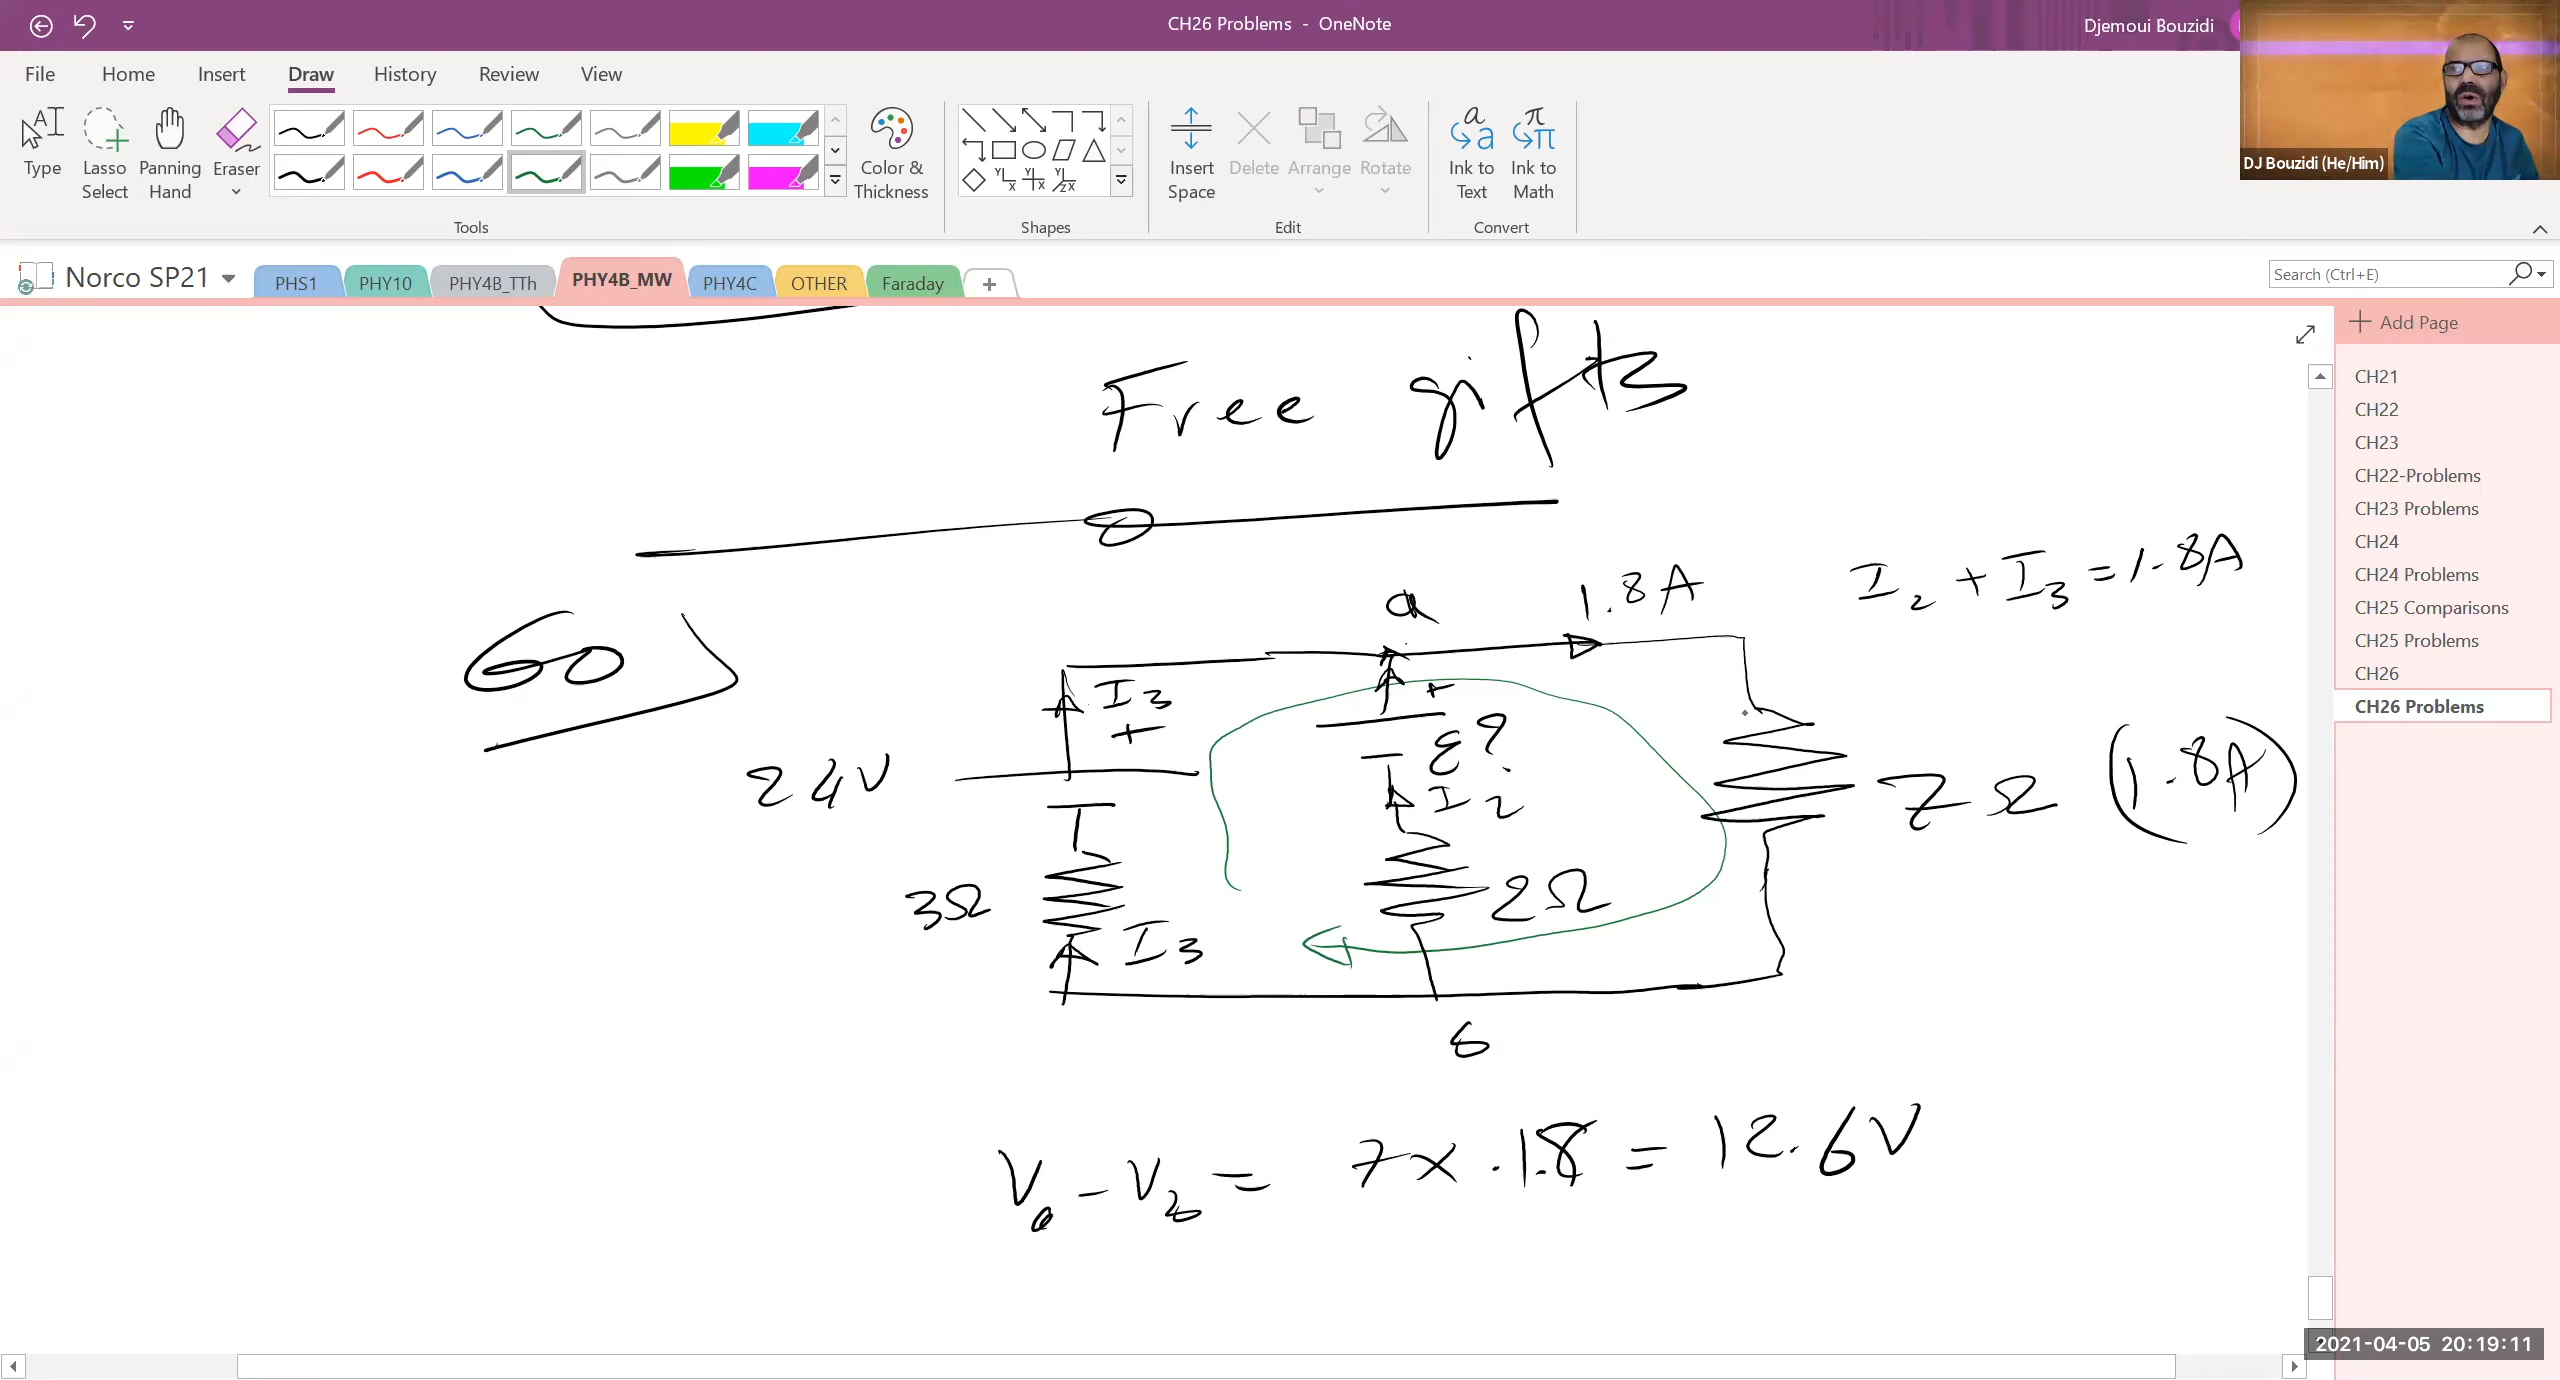 CH26 Problems - OneNote
Djemoui Bouzidi
File Home Insert Draw History Review View
Type
Lasso Select
Panning Hand
Eraser
Color & Thickness
Insert Space
Delete
Arrange
Rotate
Ink to Text
Ink to Math
Tools
Shapes
Edit
Convert
DJ Bouzidi (He/Him)
Norco SP21
PHS1 PHY10 PHY4B_TTh PHY4B_MW PHY4C OTHER Faraday
Search (Ctrl+E)
Add Page
CH21
CH22
CH23
CH22-Problems
CH23 Problems
CH24
CH24 Problems
CH25 Comparisons
CH25 Problems
CH26
CH26 Problems
Free gifts
60)
a
1.8A
I2 + I3 = 1.8A
I3
+
+
24V
ε?
I2
7Ω (1.8A)
3Ω
2Ω
I3
b
Va - Vb = 7 x .1.8 = 12.6V
2021-04-05 20:19:11